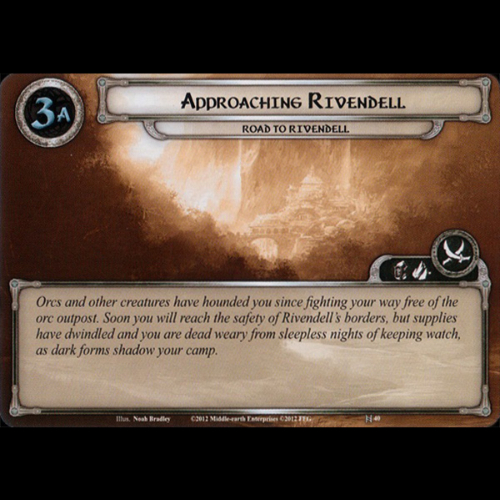 3A
APPROACHING RIVENDELL
ROAD TO RIVENDELL
Orcs and other creatures have hounded you since fighting your way free of the
orc outpost. Soon you will reach the safety of Rivendell's borders, but supplies
have dwindled and you are dead weary from sleepless nights of keeping watch,
as dark forms shadow your camp.
Illus. Noah Bradley ©2012 Middle-earth Enterprises ©2012 FFG 40